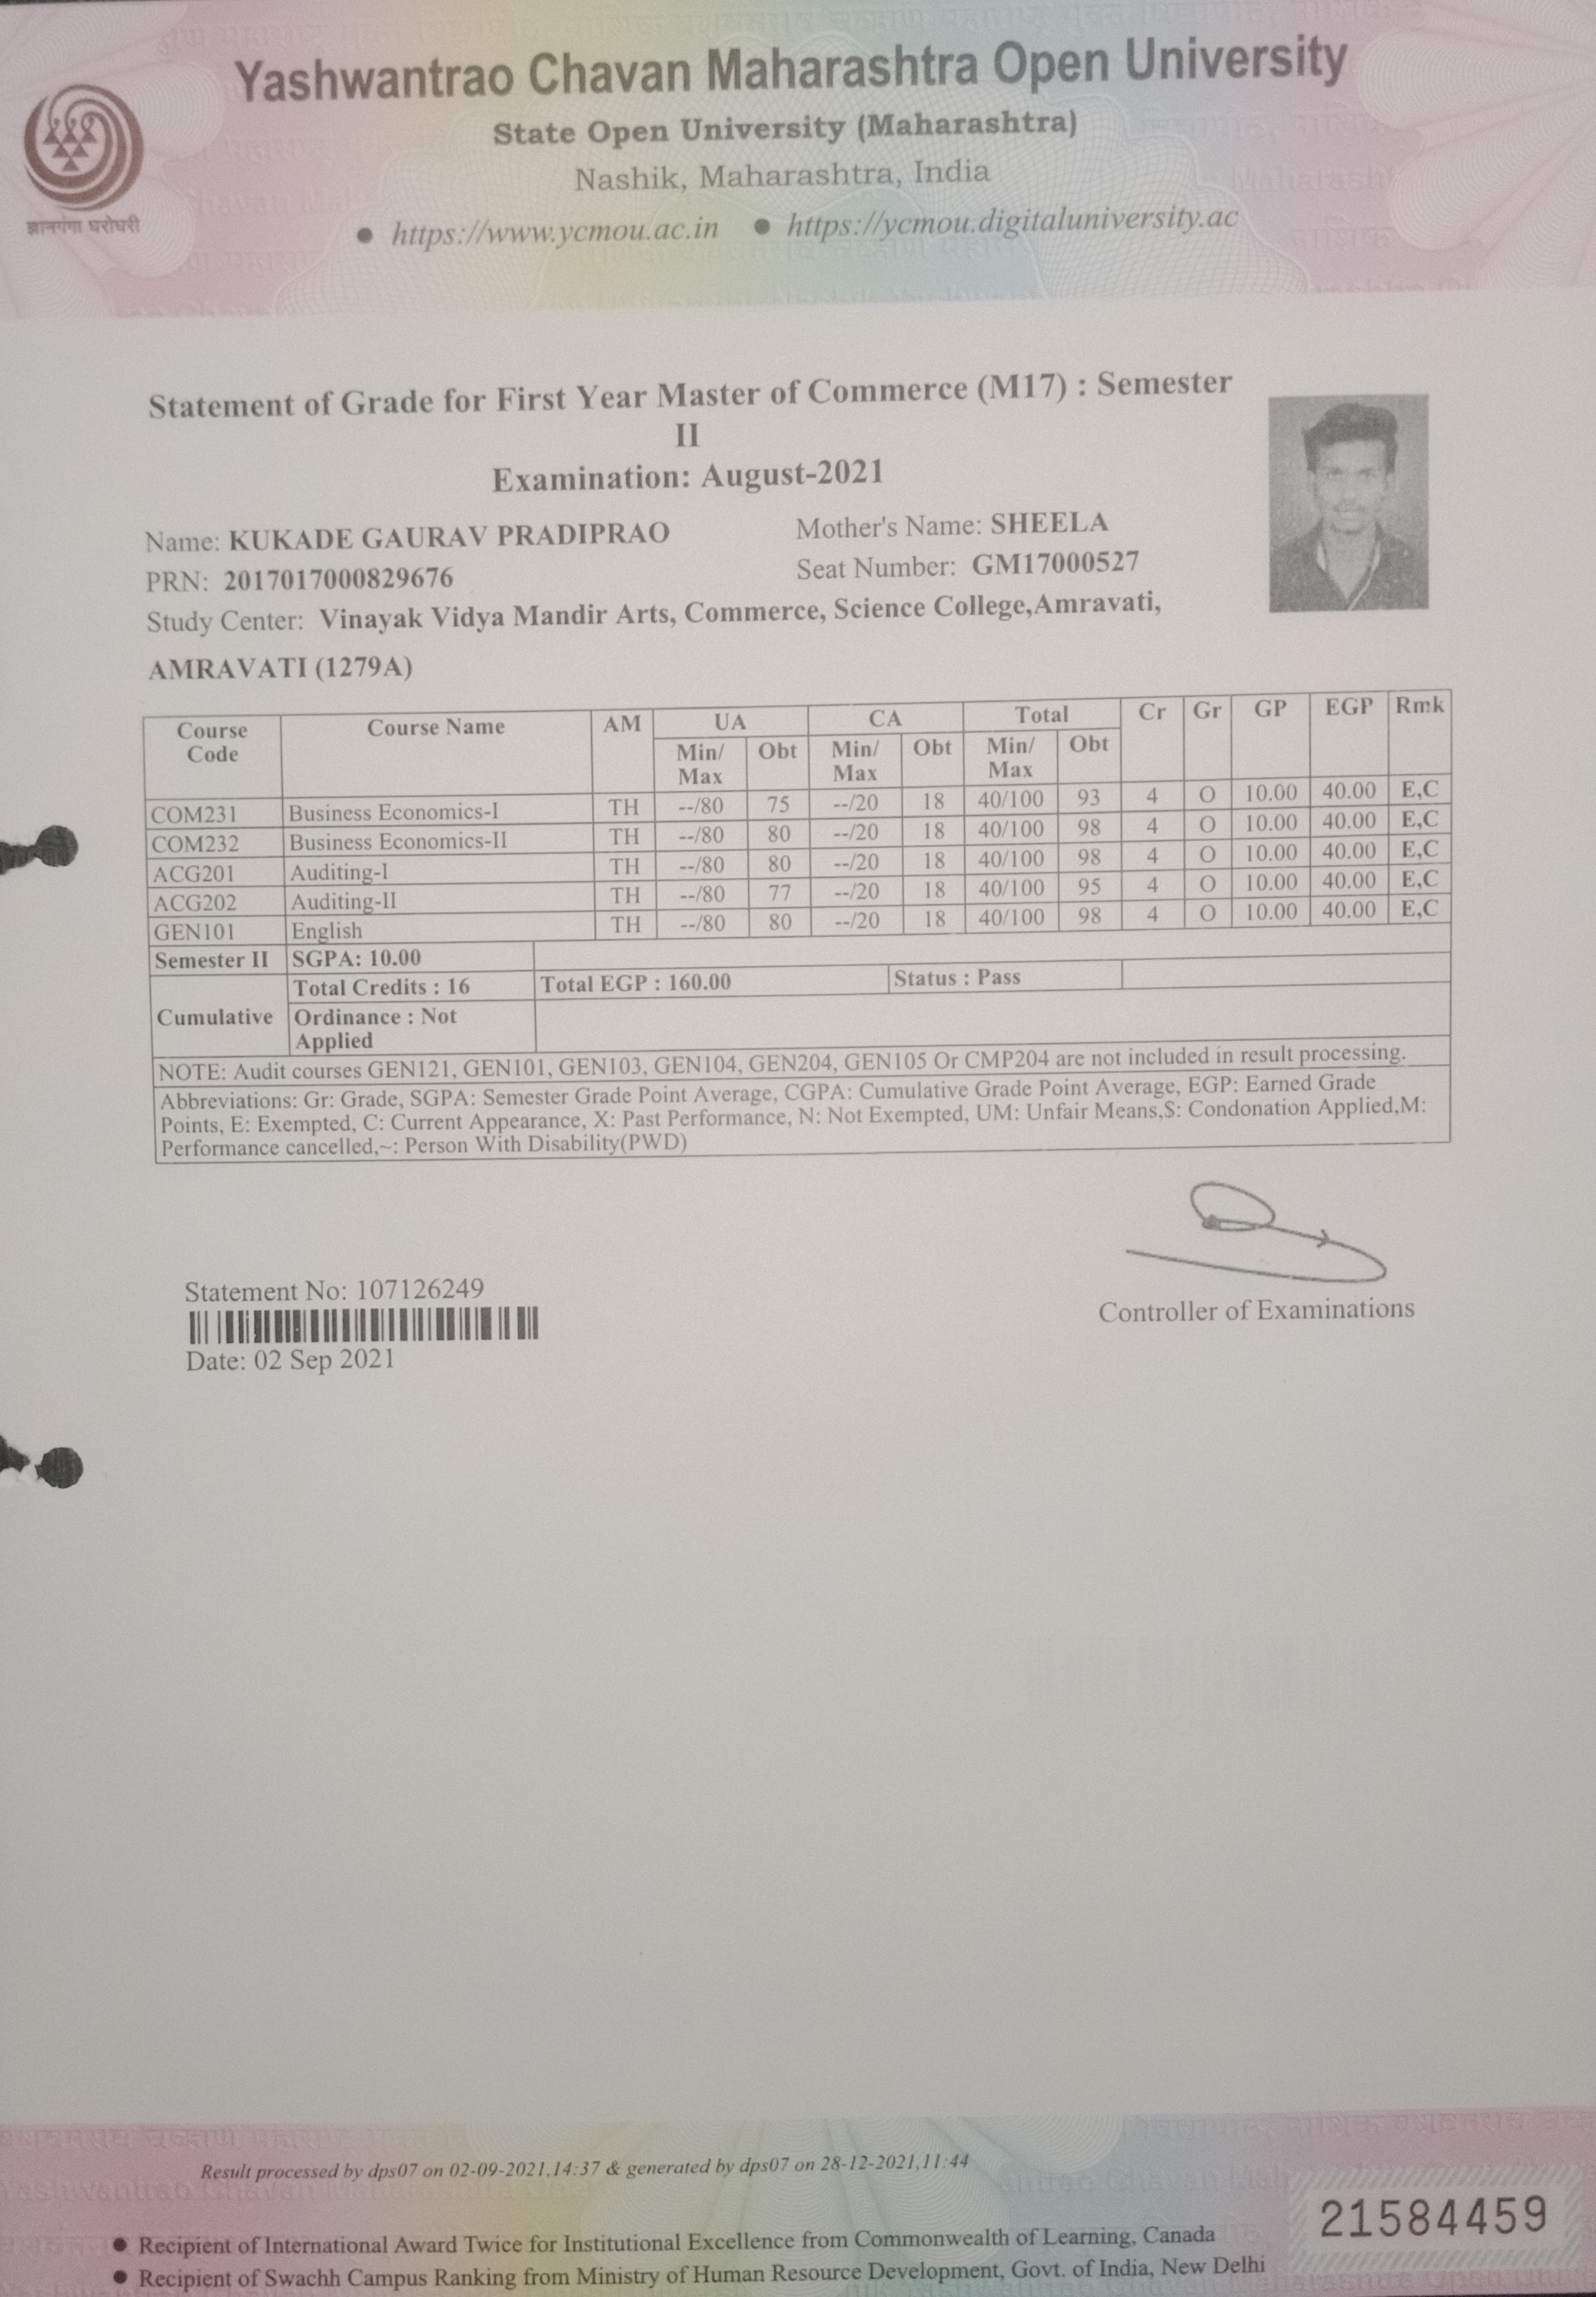 Yashwantrao Chavan Maharashtra Open University
State Open University (Maharashtra)
Nashik, Maharashtra, India
ज्ञानगंगा घरोघरी
● https://www.ycmou.ac.in ● https://ycmou.digitaluniversity.ac
Statement of Grade for First Year Master of Commerce (M17) : Semester
II
Examination: August-2021
Name: KUKADE GAURAV PRADIPRAO Mother's Name: SHEELA
PRN: 2017017000829676 Seat Number: GM17000527
Study Center: Vinayak Vidya Mandir Arts, Commerce, Science College,Amravati,
AMRAVATI (1279A)
Course Code Course Name AM UA CA Total Cr Gr GP EGP Rmk
Min/Max Obt Min/Max Obt Min/Max Obt
COM231 Business Economics-I TH --/80 75 --/20 18 40/100 93 4 O 10.00 40.00 E,C
COM232 Business Economics-II TH --/80 80 --/20 18 40/100 98 4 O 10.00 40.00 E,C
ACG201 Auditing-I TH --/80 80 --/20 18 40/100 98 4 O 10.00 40.00 E,C
ACG202 Auditing-II TH --/80 77 --/20 18 40/100 95 4 O 10.00 40.00 E,C
GEN101 English TH --/80 80 --/20 18 40/100 98 4 O 10.00 40.00 E,C
Semester II SGPA: 10.00
Cumulative Total Credits : 16 Total EGP : 160.00 Status : Pass
Ordinance : Not
Applied
NOTE: Audit courses GEN121, GEN101, GEN103, GEN104, GEN204, GEN105 Or CMP204 are not included in result processing.
Abbreviations: Gr: Grade, SGPA: Semester Grade Point Average, CGPA: Cumulative Grade Point Average, EGP: Earned Grade
Points, E: Exempted, C: Current Appearance, X: Past Performance, N: Not Exempted, UM: Unfair Means,$: Condonation Applied,M:
Performance cancelled,~: Person With Disability(PWD)
Statement No: 107126249
Date: 02 Sep 2021
Controller of Examinations
Result processed by dps07 on 02-09-2021,14:37 & generated by dps07 on 28-12-2021,11:44
21584459
● Recipient of International Award Twice for Institutional Excellence from Commonwealth of Learning, Canada
● Recipient of Swachh Campus Ranking from Ministry of Human Resource Development, Govt. of India, New Delhi